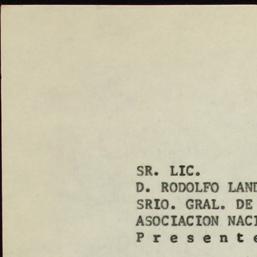 SR. LIC.
D. RODOLFO LAND
SRIO. GRAL. DE
ASOCIACION NACI
P r e s e n t e